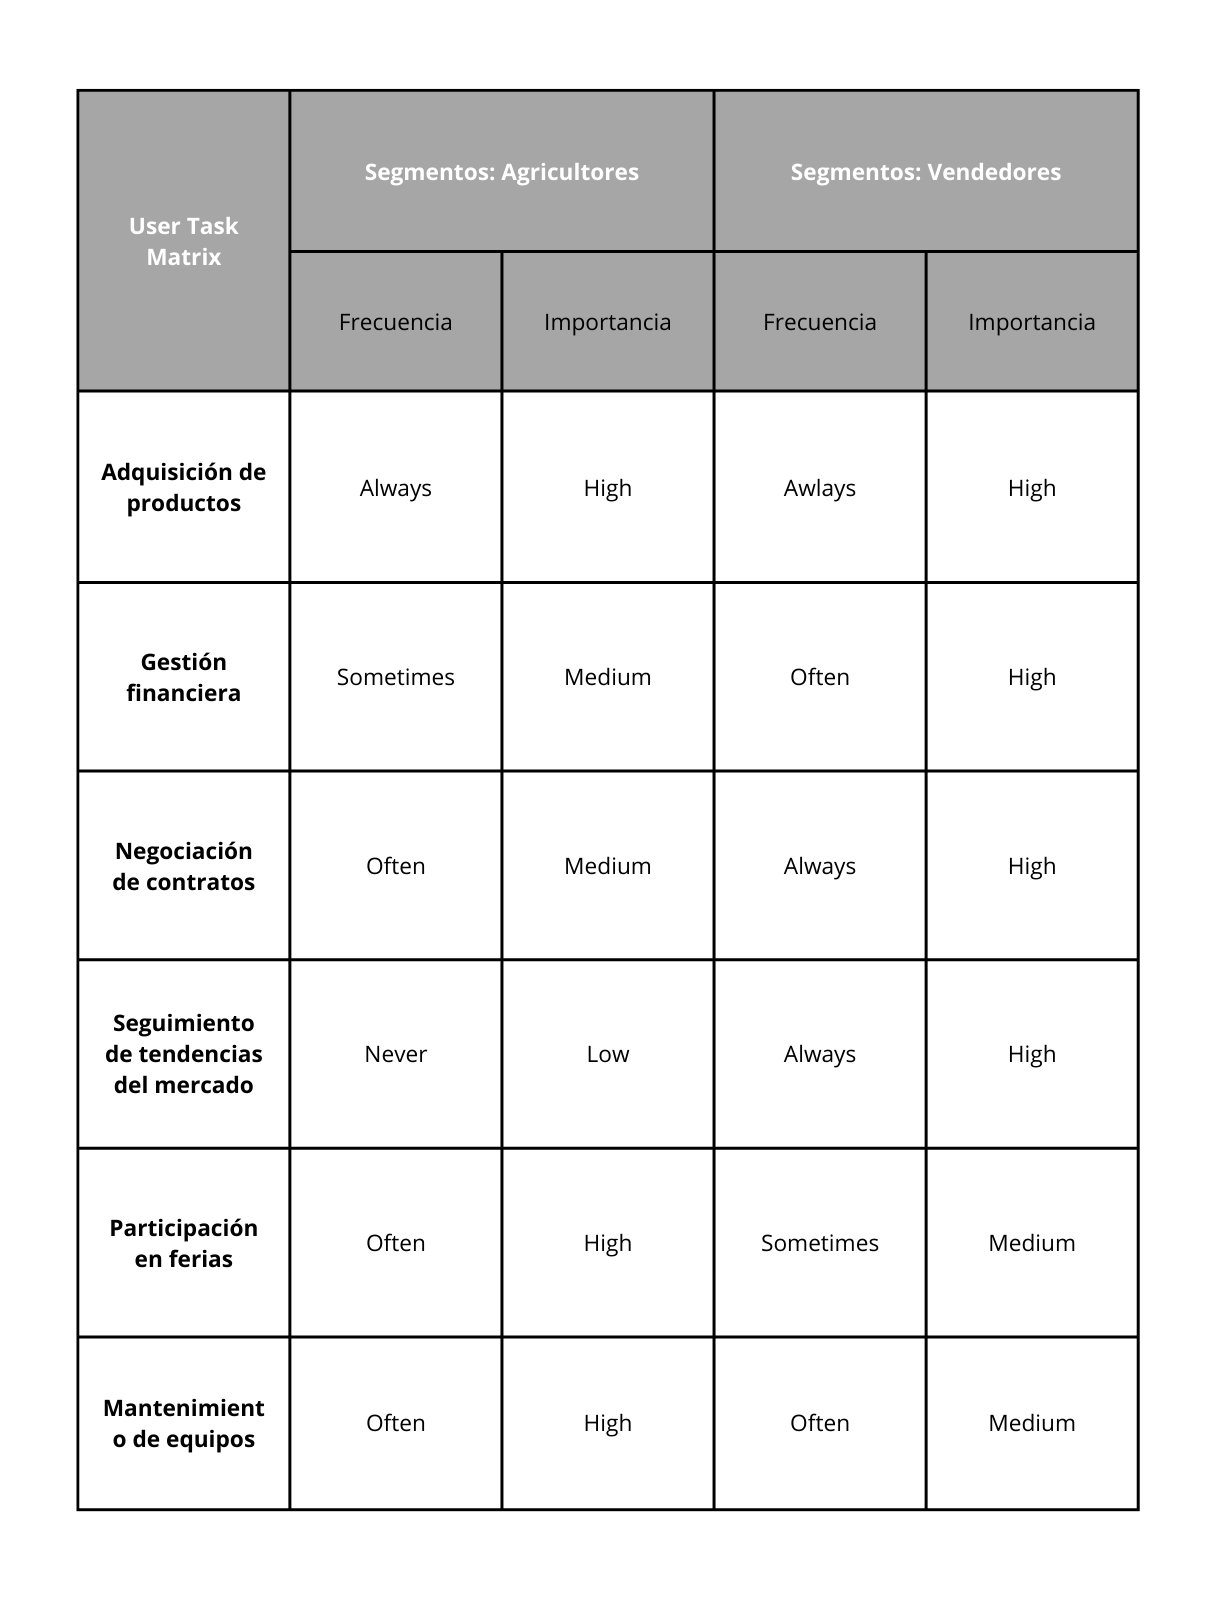 User Task
Matrix
Segmentos: Agricultores
Segmentos: Vendedores
Frecuencia
Importancia
Frecuencia
Importancia
Adquisición de
productos
Always
High
Awlays
High
Gestión
financiera
Sometimes
Medium
Often
High
Negociación
de contratos
Often
Medium
Always
High
Seguimiento
de tendencias
del mercado
Never
Low
Always
High
Participación
en ferias
Often
High
Sometimes
Medium
Mantenimient
o de equipos
Often
High
Often
Medium